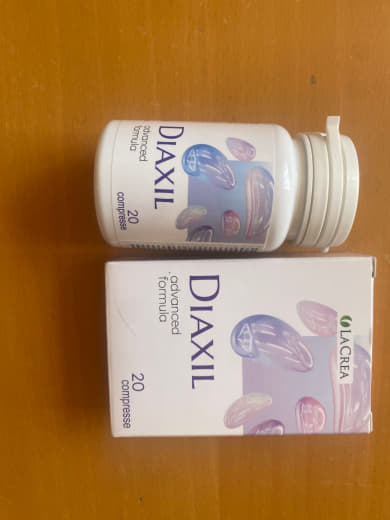 DIAXIL
advanced
formula
20
compresse
LACREA
DIAXIL
advanced
formula
20
compresse